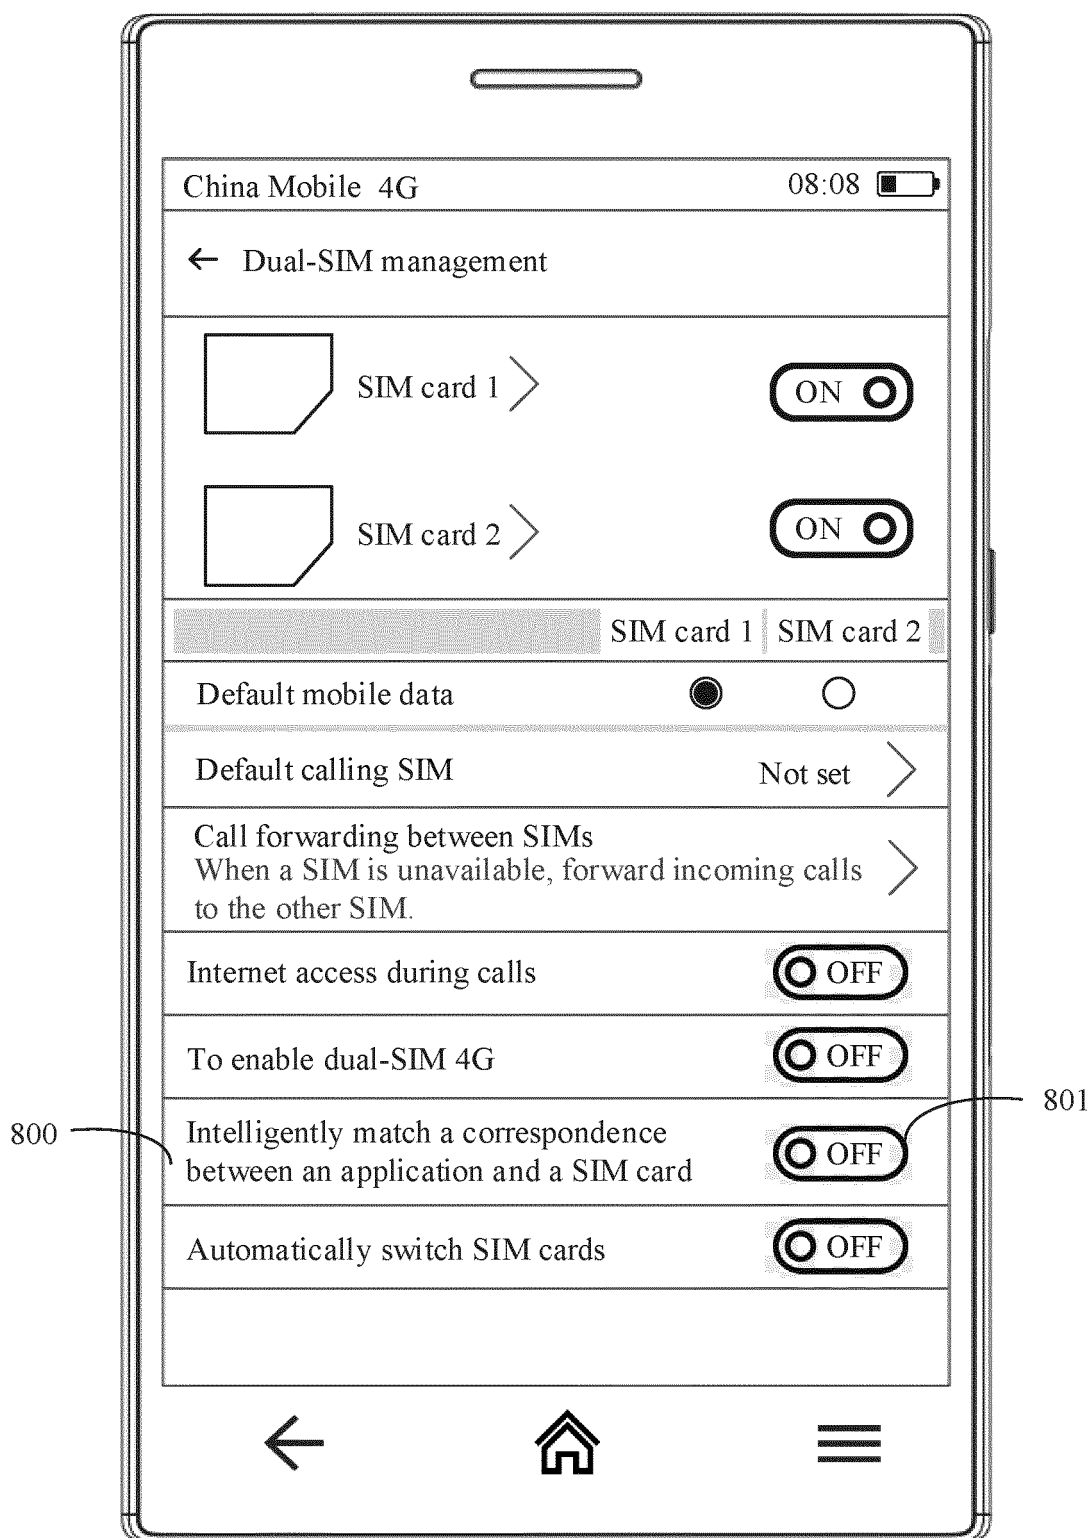 China Mobile 4G 08:08
← Dual-SIM management
SIM card 1 ON
SIM card 2 ON
SIM card 1 SIM card 2
Default mobile data
Default calling SIM Not set
Call forwarding between SIMs
When a SIM is unavailable, forward incoming calls
to the other SIM.
Internet access during calls OFF
To enable dual-SIM 4G OFF
801
800
Intelligently match a correspondence
between an application and a SIM card OFF
Automatically switch SIM cards OFF